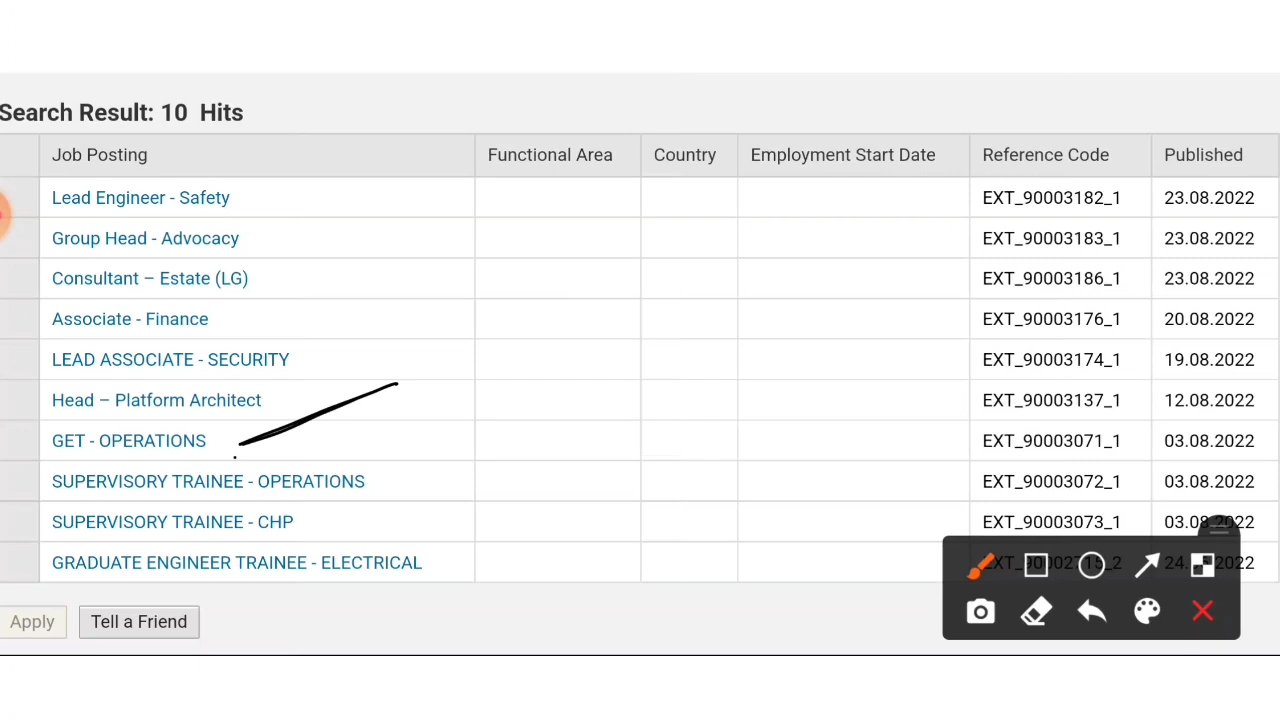 Search Result: 10 Hits
Job Posting Functional Area Country Employment Start Date Reference Code Published
Lead Engineer - Safety EXT_90003182_1 23.08.2022
Group Head - Advocacy EXT_90003183_1 23.08.2022
Consultant – Estate (LG) EXT_90003186_1 23.08.2022
Associate - Finance EXT_90003176_1 20.08.2022
LEAD ASSOCIATE - SECURITY EXT_90003174_1 19.08.2022
Head – Platform Architect EXT_90003137_1 12.08.2022
GET - OPERATIONS EXT_90003071_1 03.08.2022
SUPERVISORY TRAINEE - OPERATIONS EXT_90003072_1 03.08.2022
SUPERVISORY TRAINEE - CHP EXT_90003073_1 03.08.2022
GRADUATE ENGINEER TRAINEE - ELECTRICAL
Apply Tell a Friend